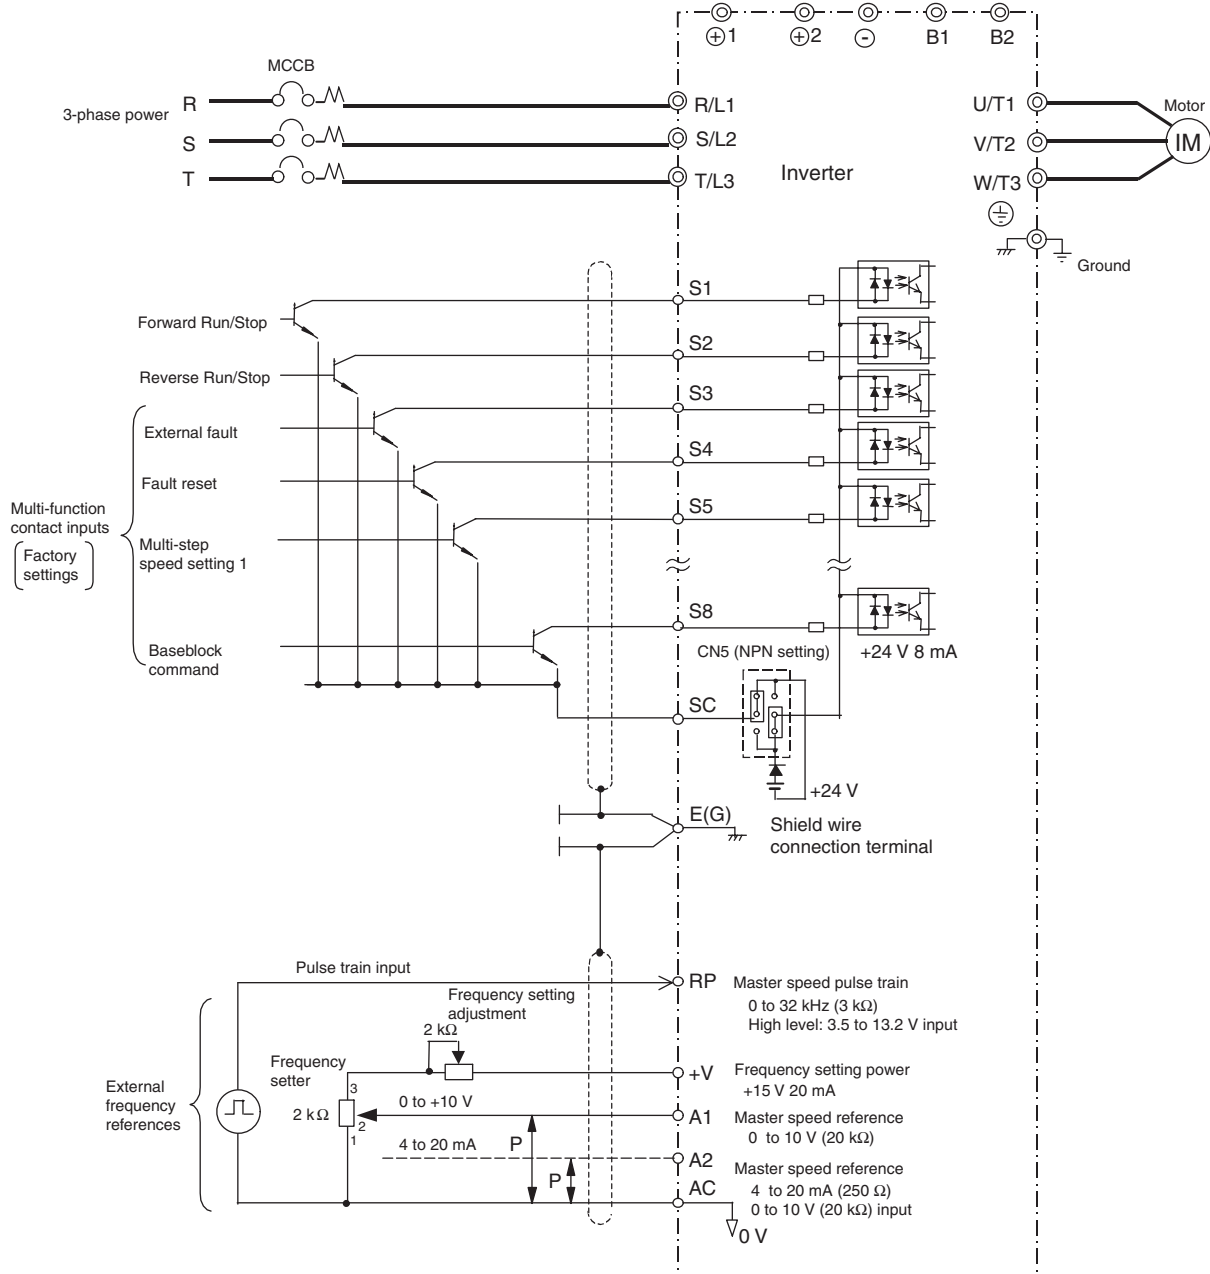 ⊕1
⊕2
⊖
B1
B2
MCCB
3-phase power
R
S
T
R/L1
S/L2
T/L3
Inverter
U/T1
V/T2
W/T3
Motor
IM
Ground
Forward Run/Stop
Reverse Run/Stop
External fault
Fault reset
Multi-step
speed setting 1
Baseblock
command
Multi-function
contact inputs
Factory
settings
S1
S2
S3
S4
S5
S8
CN5 (NPN setting)
+24 V 8 mA
SC
+24 V
E(G)
Shield wire
connection terminal
Pulse train input
RP
Master speed pulse train
0 to 32 kHz (3 kΩ)
High level: 3.5 to 13.2 V input
Frequency setting
adjustment
2 kΩ
+V
Frequency setting power
+15 V 20 mA
External
frequency
references
Frequency
setter
3
2 kΩ
2
1
0 to +10 V
A1
Master speed reference
0 to 10 V (20 kΩ)
4 to 20 mA
P
P
A2
Master speed reference
4 to 20 mA (250 Ω)
0 to 10 V (20 kΩ) input
AC
0 V